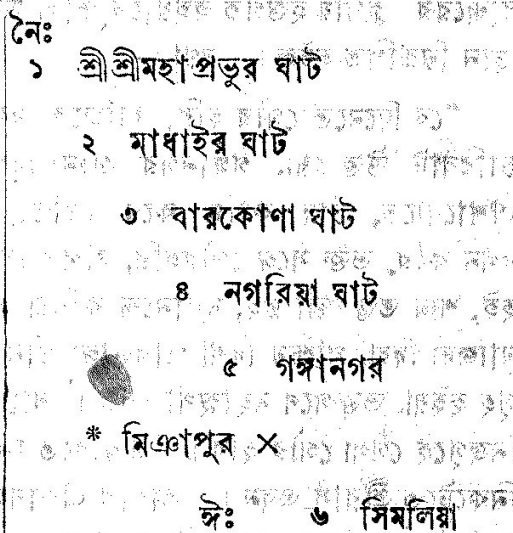 নৈঃ
১ শ্রীশ্রীমহাপ্রভুর ঘাট
২ মাধাইর ঘাট
৩ বারকোণা ঘাট
৪ নগরিয়া ঘাট
৫ গঙ্গানগর
* মিঞাপুর ×
ঈঃ ৬ সিমলিয়া